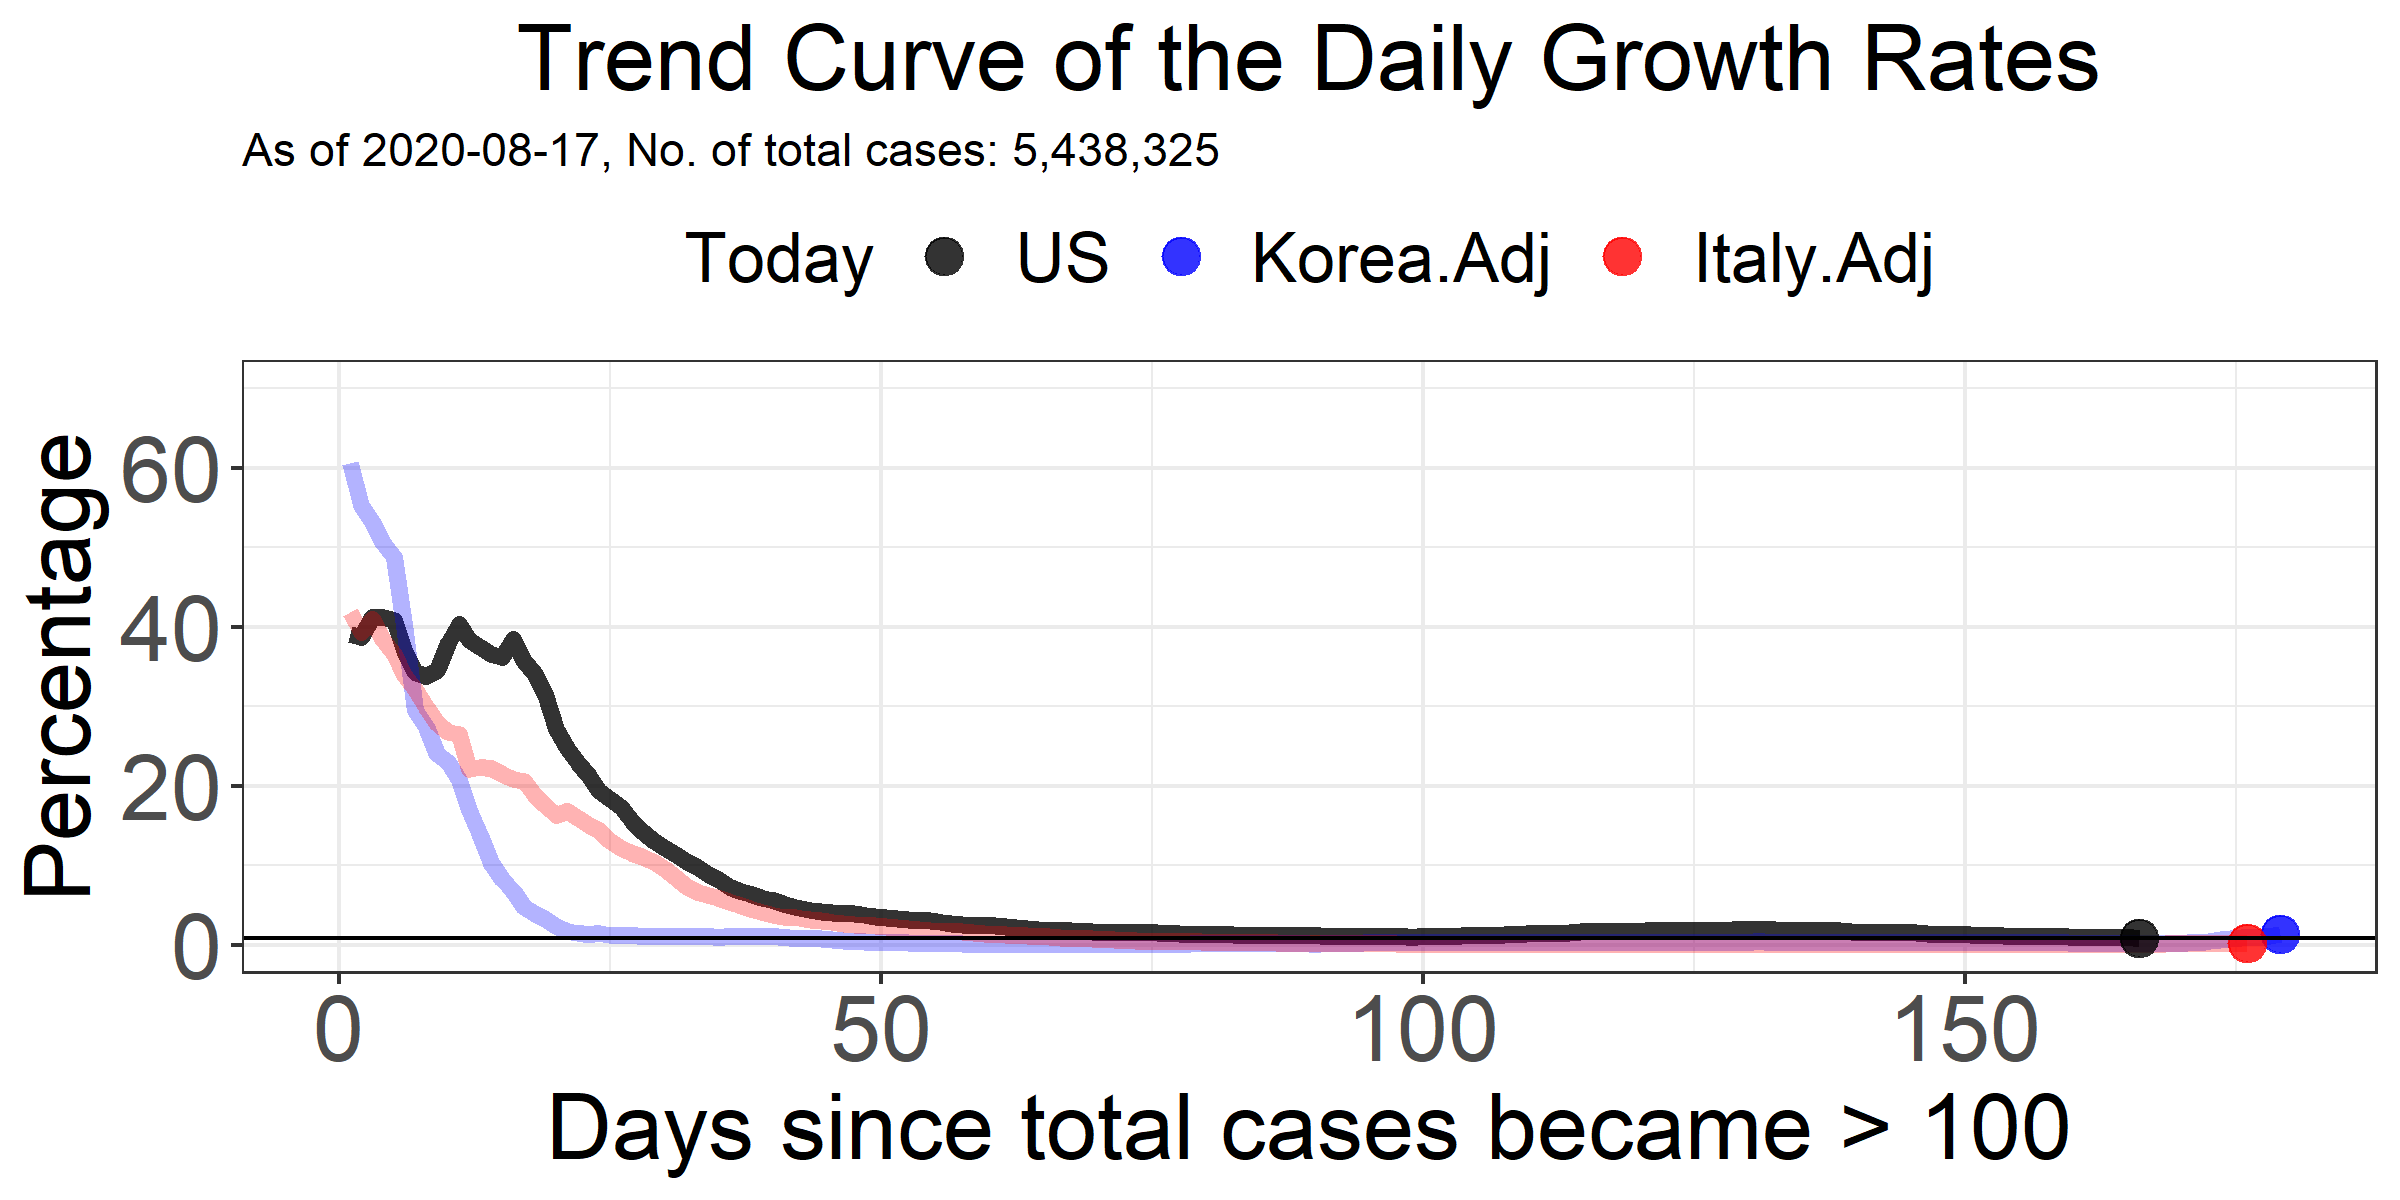 Trend Curve of the Daily Growth Rates
As of 2020-08-17, No. of total cases: 5,438,325
Today US Korea.Adj Italy.Adj
Percentage
60
40
20
0
0 50 100 150
Days since total cases became > 100